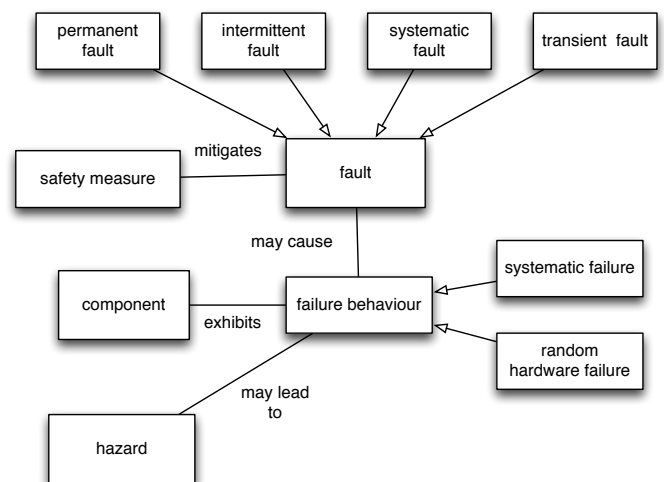 permanent
fault
intermittent
fault
systematic
fault
transient fault
mitigates
safety measure
fault
may cause
systematic failure
component
exhibits
failure behaviour
random
hardware failure
may lead
to
hazard